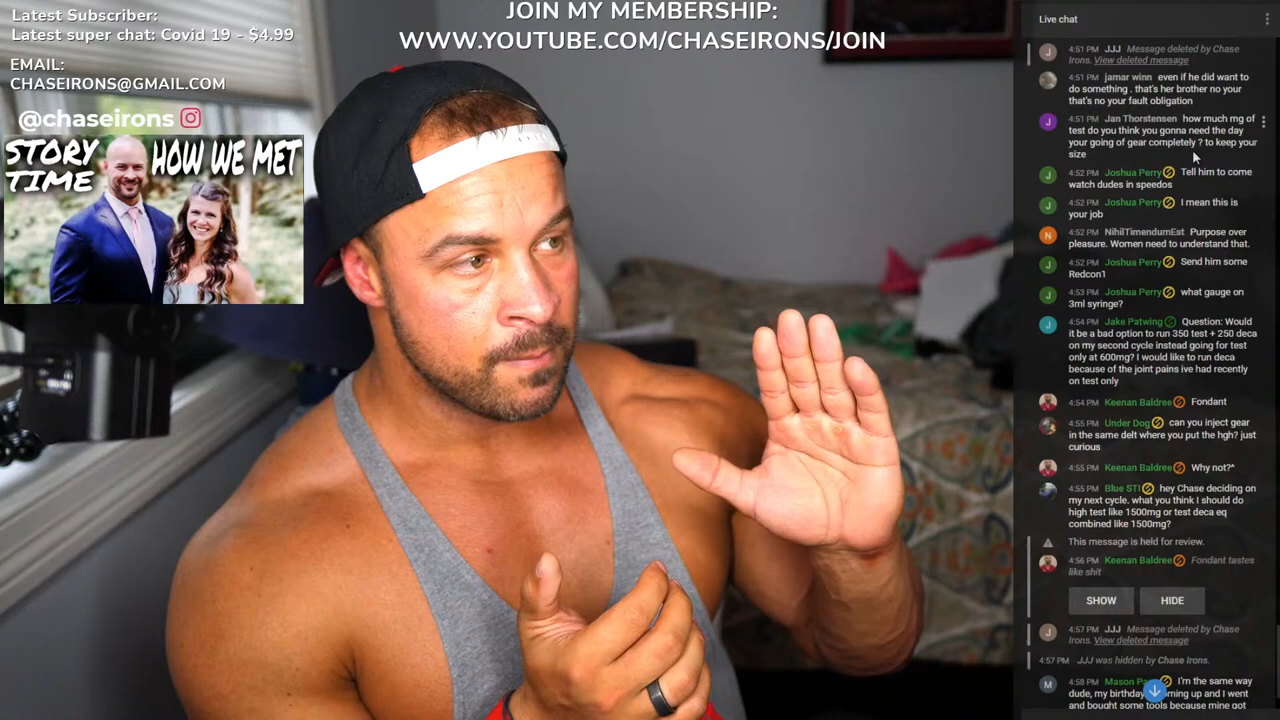 Latest Subscriber:
Latest super chat: Covid 19 - $4.99
EMAIL:
CHASEIRONS@GMAIL.COM
@chaseirons
STORY
TIME
HOW WE MET
JOIN MY MEMBERSHIP:
WWW.YOUTUBE.COM/CHASEIRONS/JOIN
Live chat
4:51 PM JJJ Message deleted by Chase
Irons. View deleted message
4:51 PM jamar winn even if he did want to
do something . that's her brother no your
that's no your fault obligation
4:51 PM Jan Thorstensen how much mg of
test do you think you gonna need the day
your going of gear completely ? to keep your
size
4:52 PM Joshua Perry Tell him to come
watch dudes in speedos
4:52 PM Joshua Perry I mean this is
your job
4:52 PM NihilTimendumEst Purpose over
pleasure. Women need to understand that.
4:52 PM Joshua Perry Send him some
Redcon1
4:53 PM Joshua Perry what gauge on
3ml syringe?
4:54 PM Jake Patwing Question: Would
it be a bad option to run 350 test + 250 deca
on my second cycle instead going for test
only at 600mg? I would like to run deca
because of the joint pains ive had recently
on test only
4:54 PM Keenan Baldree Fondant
4:55 PM Under Dog can you inject gear
in the same delt where you put the hgh? just
curious
4:55 PM Keenan Baldree Why not?^
4:55 PM Blue STI hey Chase deciding on
my next cycle. what you think I should do
high test like 1500mg or test deca eq
combined like 1500mg?
This message is held for review.
4:56 PM Keenan Baldree Fondant tastes
like shit
SHOW HIDE
4:57 PM JJJ Message deleted by Chase
Irons. View deleted message
4:57 PM JJJ was hidden by Chase Irons.
4:58 PM Mason I'm the same way
dude, my birthday ming up and I went
and bought some tools because mine got